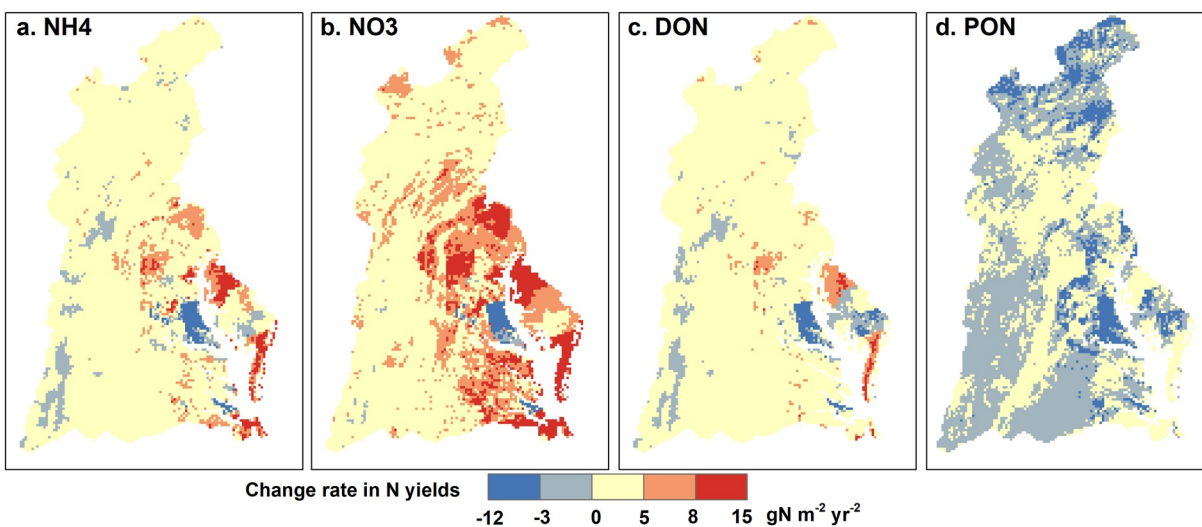 a. NH4
b. NO3
c. DON
d. PON
Change rate in N yields
-12 -3 0 5 8 15 gN m⁻² yr⁻²